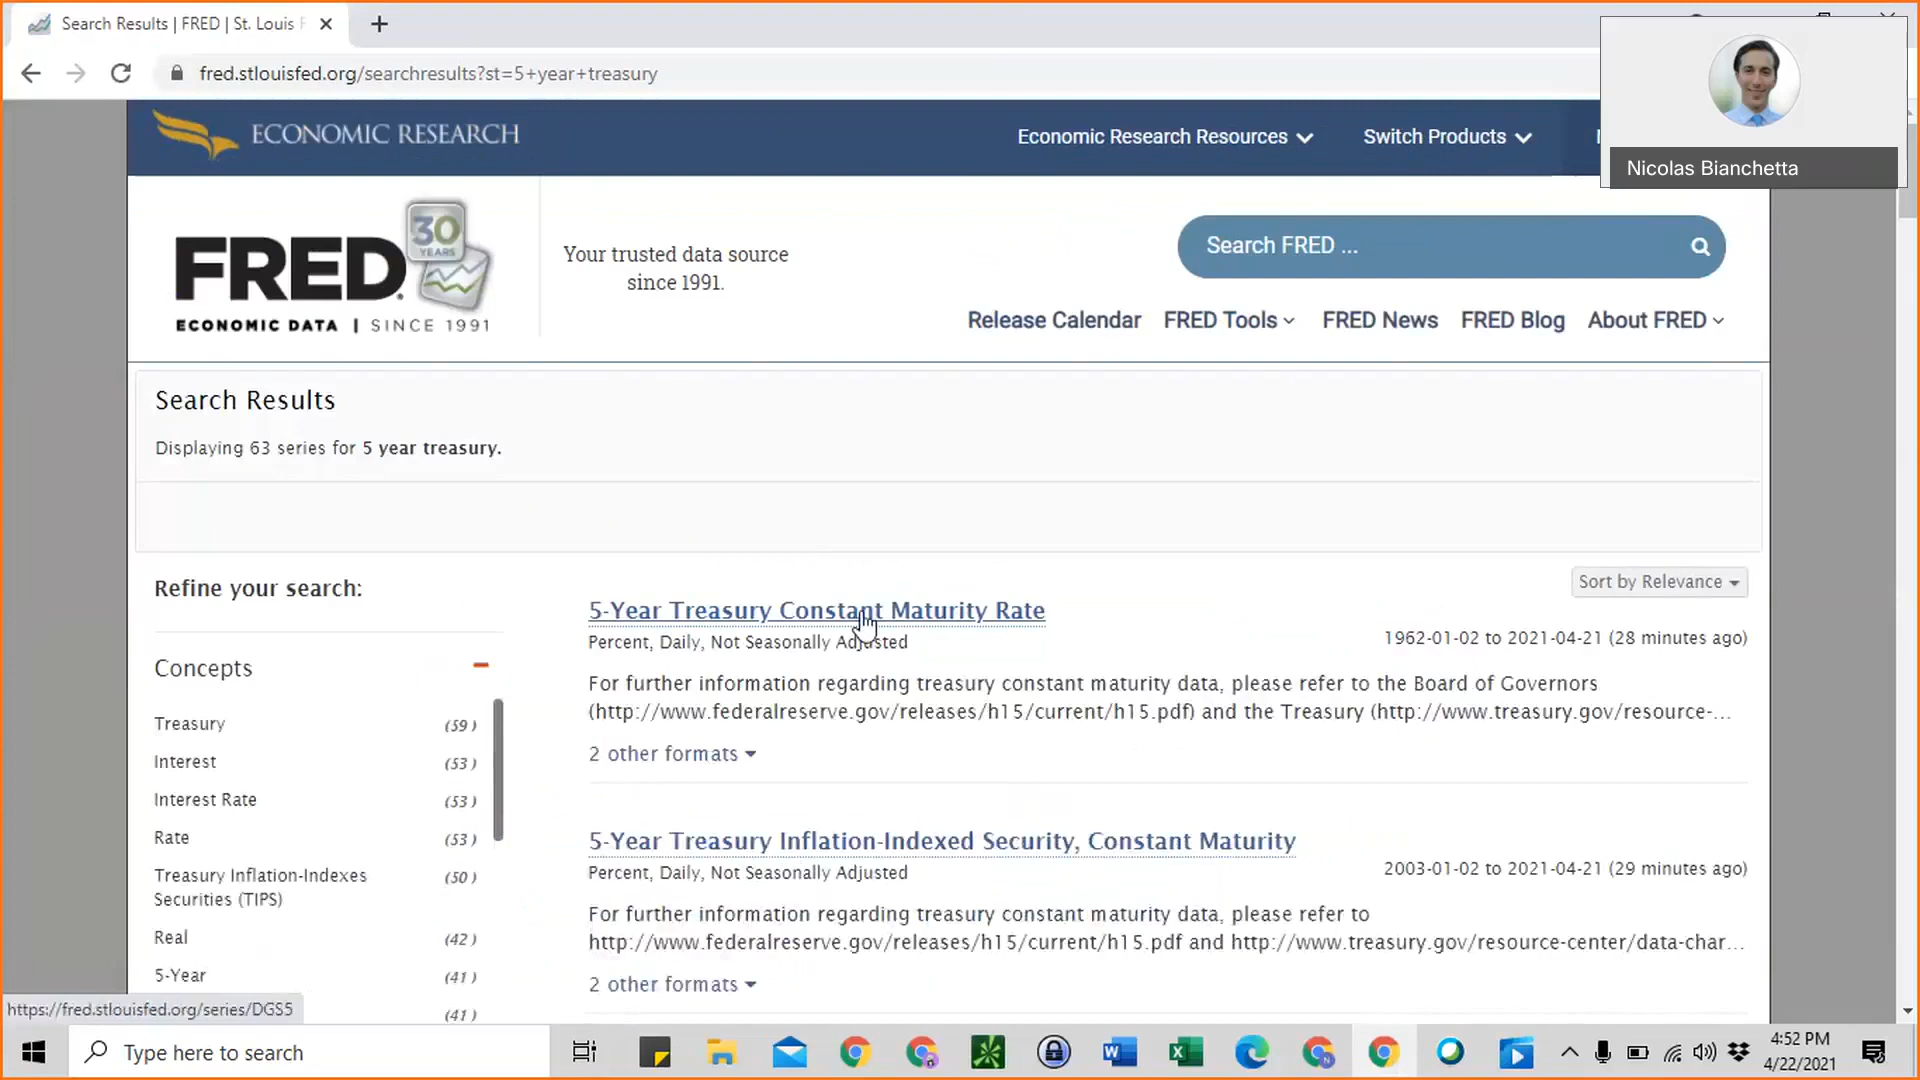 Search Results | FRED | St. Louis
fred.stlouisfed.org/searchresults?st=5+year+treasury
Nicolas Bianchetta
ECONOMIC RESEARCH
Economic Research Resources
Switch Products
30
YEARS
FRED
ECONOMIC DATA | SINCE 1991
Your trusted data source
since 1991.
Search FRED ...
Release Calendar
FRED Tools
FRED News
FRED Blog
About FRED
Search Results
Displaying 63 series for 5 year treasury.
Refine your search:
Sort by Relevance
Concepts
Treasury (59)
Interest (53)
Interest Rate (53)
Rate (53)
Treasury Inflation-Indexes (50)
Securities (TIPS)
Real (42)
5-Year (41)
(41)
5-Year Treasury Constant Maturity Rate
Percent, Daily, Not Seasonally Adjusted
1962-01-02 to 2021-04-21 (28 minutes ago)
For further information regarding treasury constant maturity data, please refer to the Board of Governors
(http://www.federalreserve.gov/releases/h15/current/h15.pdf) and the Treasury (http://www.treasury.gov/resource-...
2 other formats
5-Year Treasury Inflation-Indexed Security, Constant Maturity
Percent, Daily, Not Seasonally Adjusted
2003-01-02 to 2021-04-21 (29 minutes ago)
For further information regarding treasury constant maturity data, please refer to
http://www.federalreserve.gov/releases/h15/current/h15.pdf and http://www.treasury.gov/resource-center/data-char...
2 other formats
https://fred.stlouisfed.org/series/DGS5
Type here to search
4:52 PM
4/22/2021